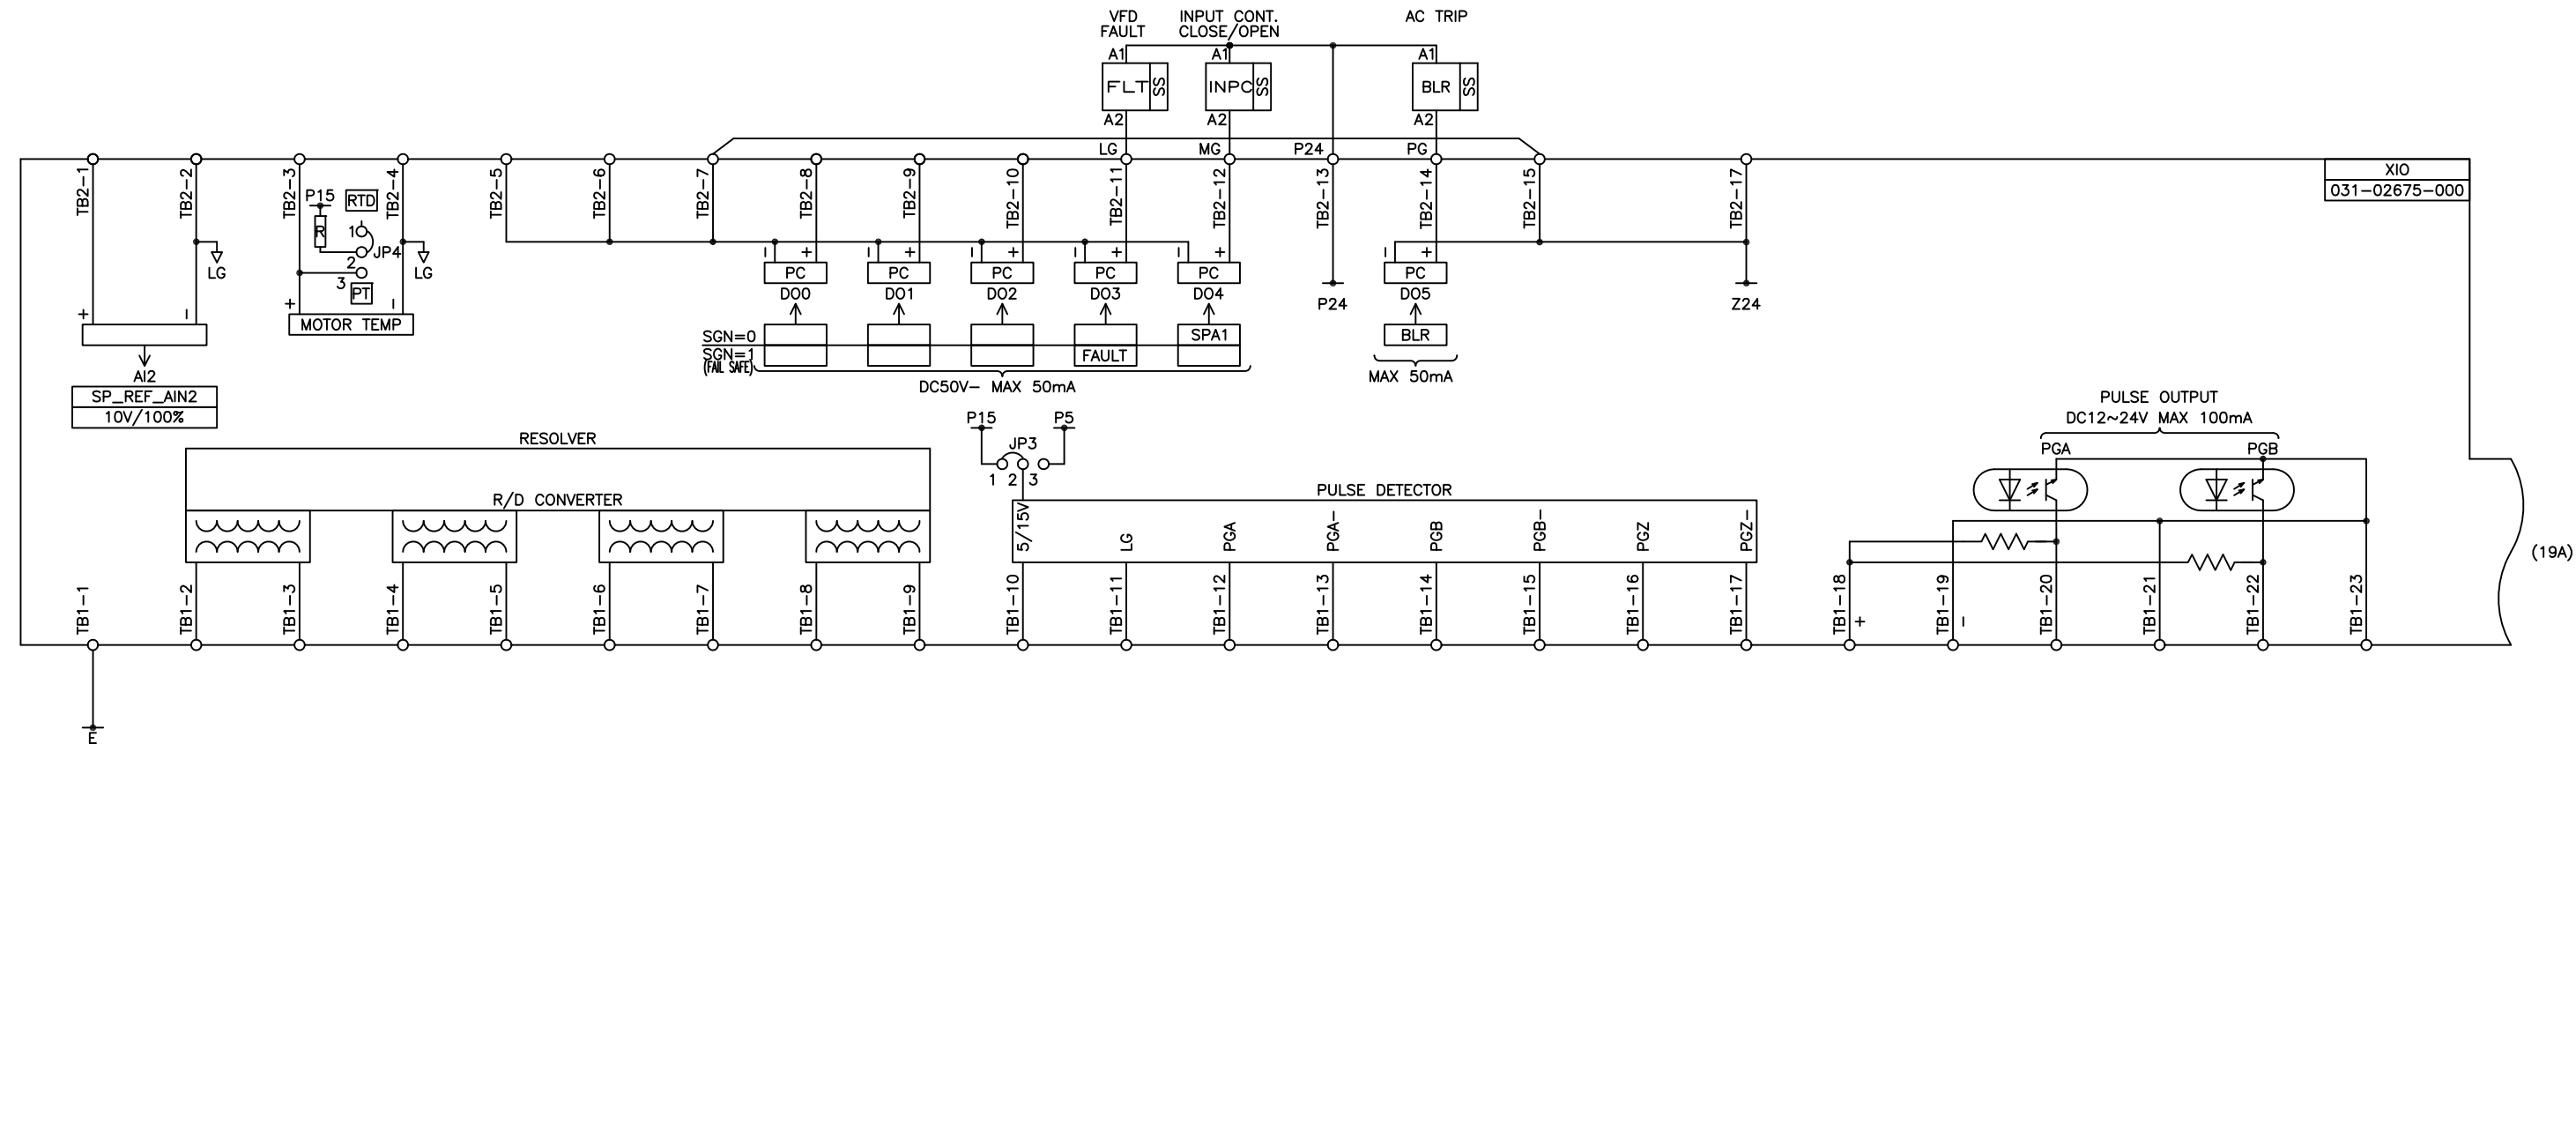 VFD
FAULT
INPUT CONT.
CLOSE/OPEN
AC TRIP
A1 A1 A1
FLT SS INPC SS BLR SS
A2 A2 A2
LG MG P24 PG
TB2-1 TB2-2 TB2-3 TB2-4 TB2-5 TB2-6 TB2-7 TB2-8 TB2-9 TB2-10 TB2-11 TB2-12 TB2-13 TB2-14 TB2-15 TB2-17
XIO
031-02675-000
P15 RTD
R 1
JP4
2
3
PT
LG LG
+ - + -
MOTOR TEMP
- + - + - + - + - + - +
PC PC PC PC PC PC
DO0 DO1 DO2 DO3 DO4 DO5
P24 Z24
SGN=0 SPA1 BLR
SGN=1 FAULT
(FAIL SAFE)
DC50V- MAX 50mA
MAX 50mA
AI2
SP_REF_AIN2
10V/100%
PULSE OUTPUT
DC12~24V MAX 100mA
PGA PGB
P15 P5
JP3
1 2 3
RESOLVER
R/D CONVERTER
PULSE DETECTOR
5/15V LG PGA PGA- PGB PGB- PGZ PGZ-
(19A)
TB1-1 TB1-2 TB1-3 TB1-4 TB1-5 TB1-6 TB1-7 TB1-8 TB1-9 TB1-10 TB1-11 TB1-12 TB1-13 TB1-14 TB1-15 TB1-16 TB1-17 TB1-18 + TB1-19 - TB1-20 TB1-21 TB1-22 TB1-23
E